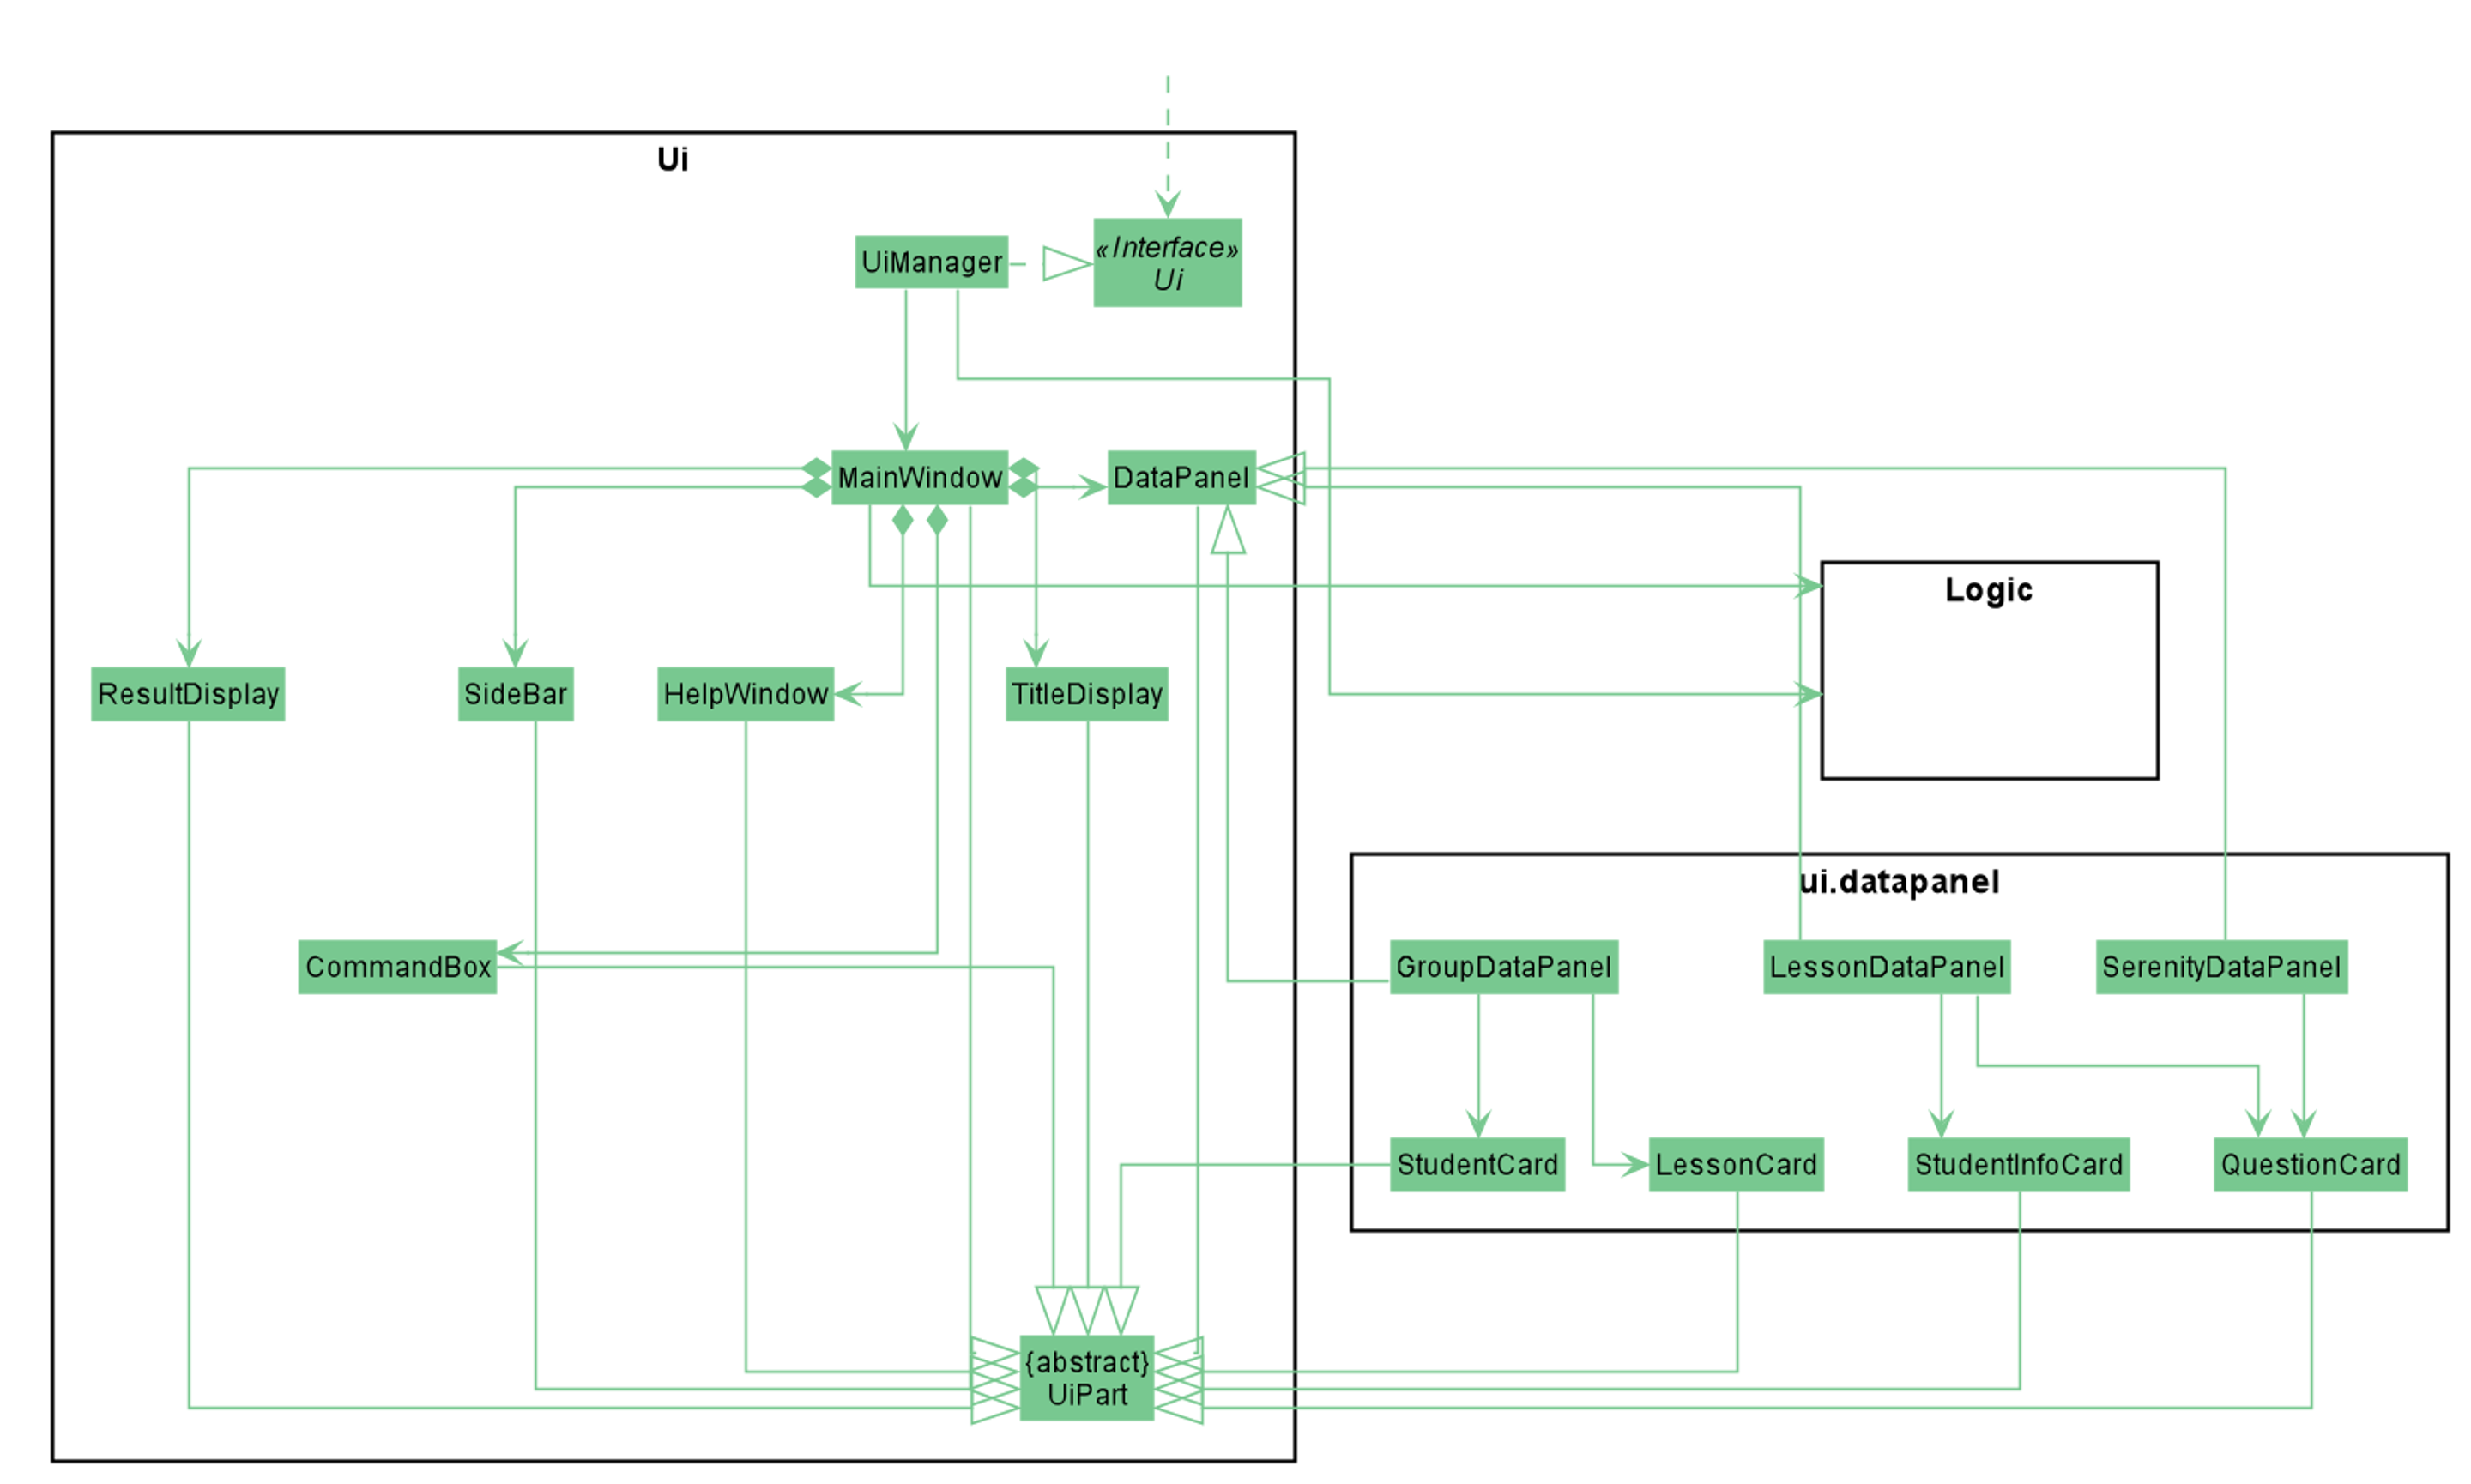 Ui
«Interface»
Ui
UiManager
MainWindow
DataPanel
Logic
ResultDisplay
SideBar
HelpWindow
TitleDisplay
ui.datapanel
CommandBox
GroupDataPanel
LessonDataPanel
SerenityDataPanel
StudentCard
LessonCard
StudentInfoCard
QuestionCard
{abstract}
UiPart